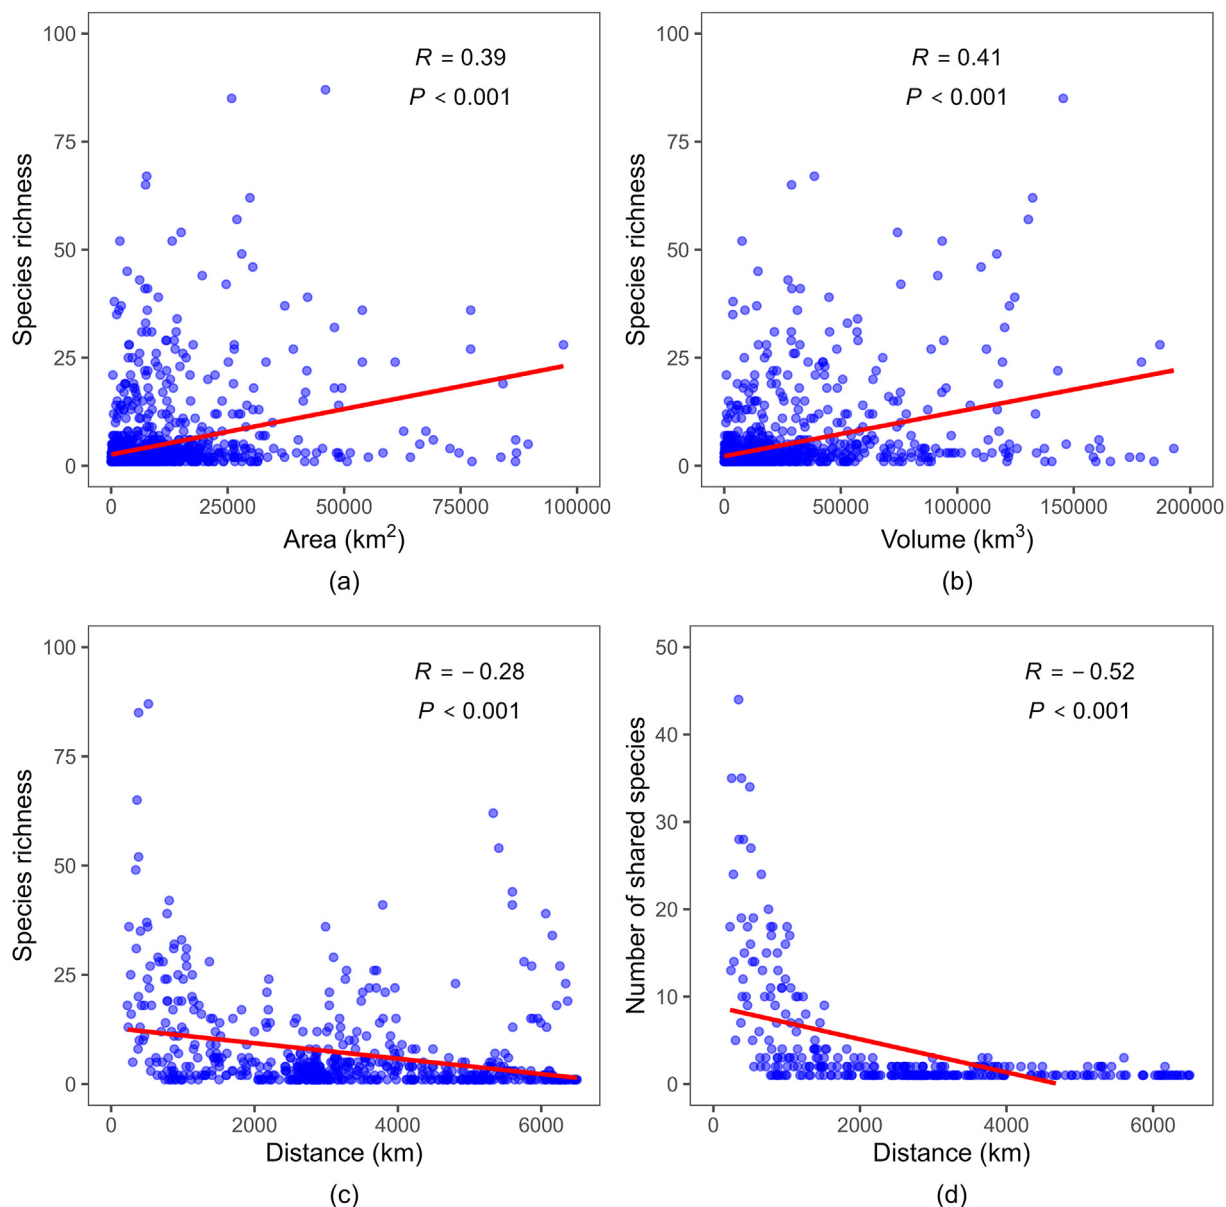 100
75
50
25
0
Species richness
R = 0.39
P < 0.001
0 25000 50000 75000 100000
Area (km²)
(a)
100
75
50
25
0
Species richness
R = 0.41
P < 0.001
0 50000 100000 150000 200000
Volume (km³)
(b)
100
75
50
25
0
Species richness
R = − 0.28
P < 0.001
0 2000 4000 6000
Distance (km)
(c)
50
40
30
20
10
0
Number of shared species
R = − 0.52
P < 0.001
0 2000 4000 6000
Distance (km)
(d)